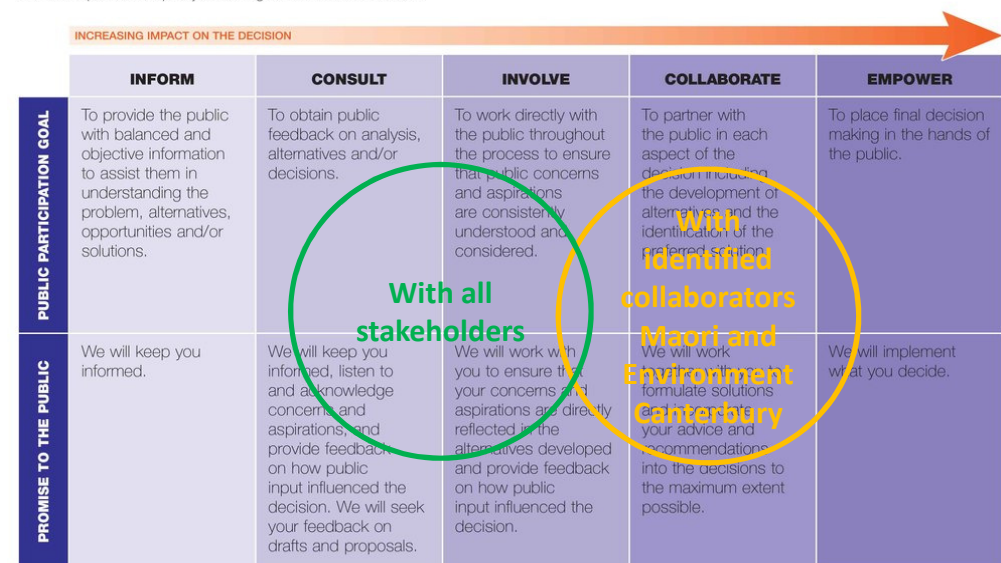 INCREASING IMPACT ON THE DECISION
INFORM
CONSULT
INVOLVE
COLLABORATE
EMPOWER
PUBLIC PARTICIPATION GOAL
To provide the public
with balanced and
objective information
to assist them in
understanding the
problem, alternatives,
opportunities and/or
solutions.
To obtain public
feedback on analysis,
alternatives and/or
decisions.
To work directly with
the public throughout
the process to ensure
that public concerns
and aspirations
are consistently
understood and
considered.
To partner with
the public in each
aspect of the
decision including
the development of
alternatives and the
identification of the
preferred solution.
To place final decision
making in the hands of
the public.
With all
stakeholders
With
identified
collaborators
Maori and
Environment
Canterbury
PROMISE TO THE PUBLIC
We will keep you
informed.
We will keep you
informed, listen to
and acknowledge
concerns and
aspirations, and
provide feedback
on how public
input influenced the
decision. We will seek
your feedback on
drafts and proposals.
We will work with
you to ensure that
your concerns and
aspirations are directly
reflected in the
alternatives developed
and provide feedback
on how public
input influenced the
decision.
We will work
formulate solutions
and incorporate
your advice and
recommendations
into the decisions to
the maximum extent
possible.
We will implement
what you decide.